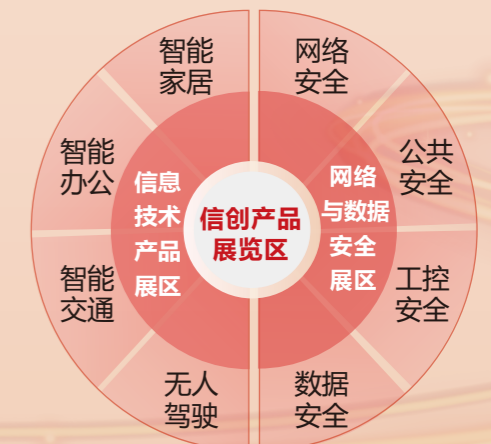 智能
家居
网络
安全
智能
办公
公共
安全
信息
技术
产品
展区
信创产品
展览区
网络
与数据
安全
展区
智能
交通
工控
安全
无人
驾驶
数据
安全